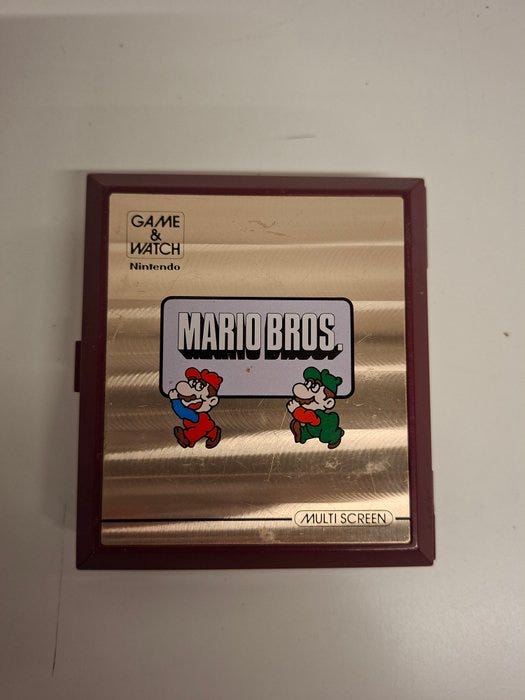 GAME
&
WATCH
Nintendo
MARIO BROS.
MULTI SCREEN